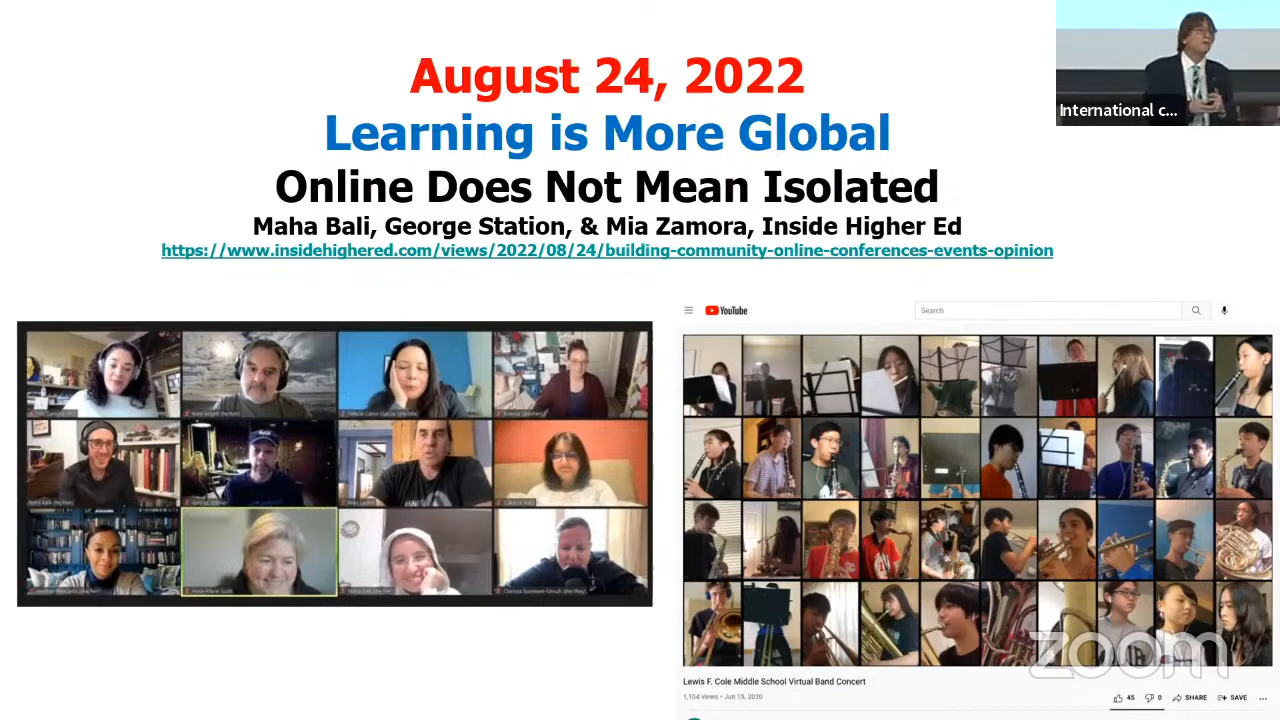 August 24, 2022
Learning is More Global
Online Does Not Mean Isolated
Maha Bali, George Station, & Mia Zamora, Inside Higher Ed
https://www.insidehighered.com/views/2022/08/24/building-community-online-conferences-events-opinion
International c...
YouTube
Search
zoom
Lewis F. Cole Middle School Virtual Band Concert
1,104 views • Jun 15, 2020
45
0
SHARE
SAVE